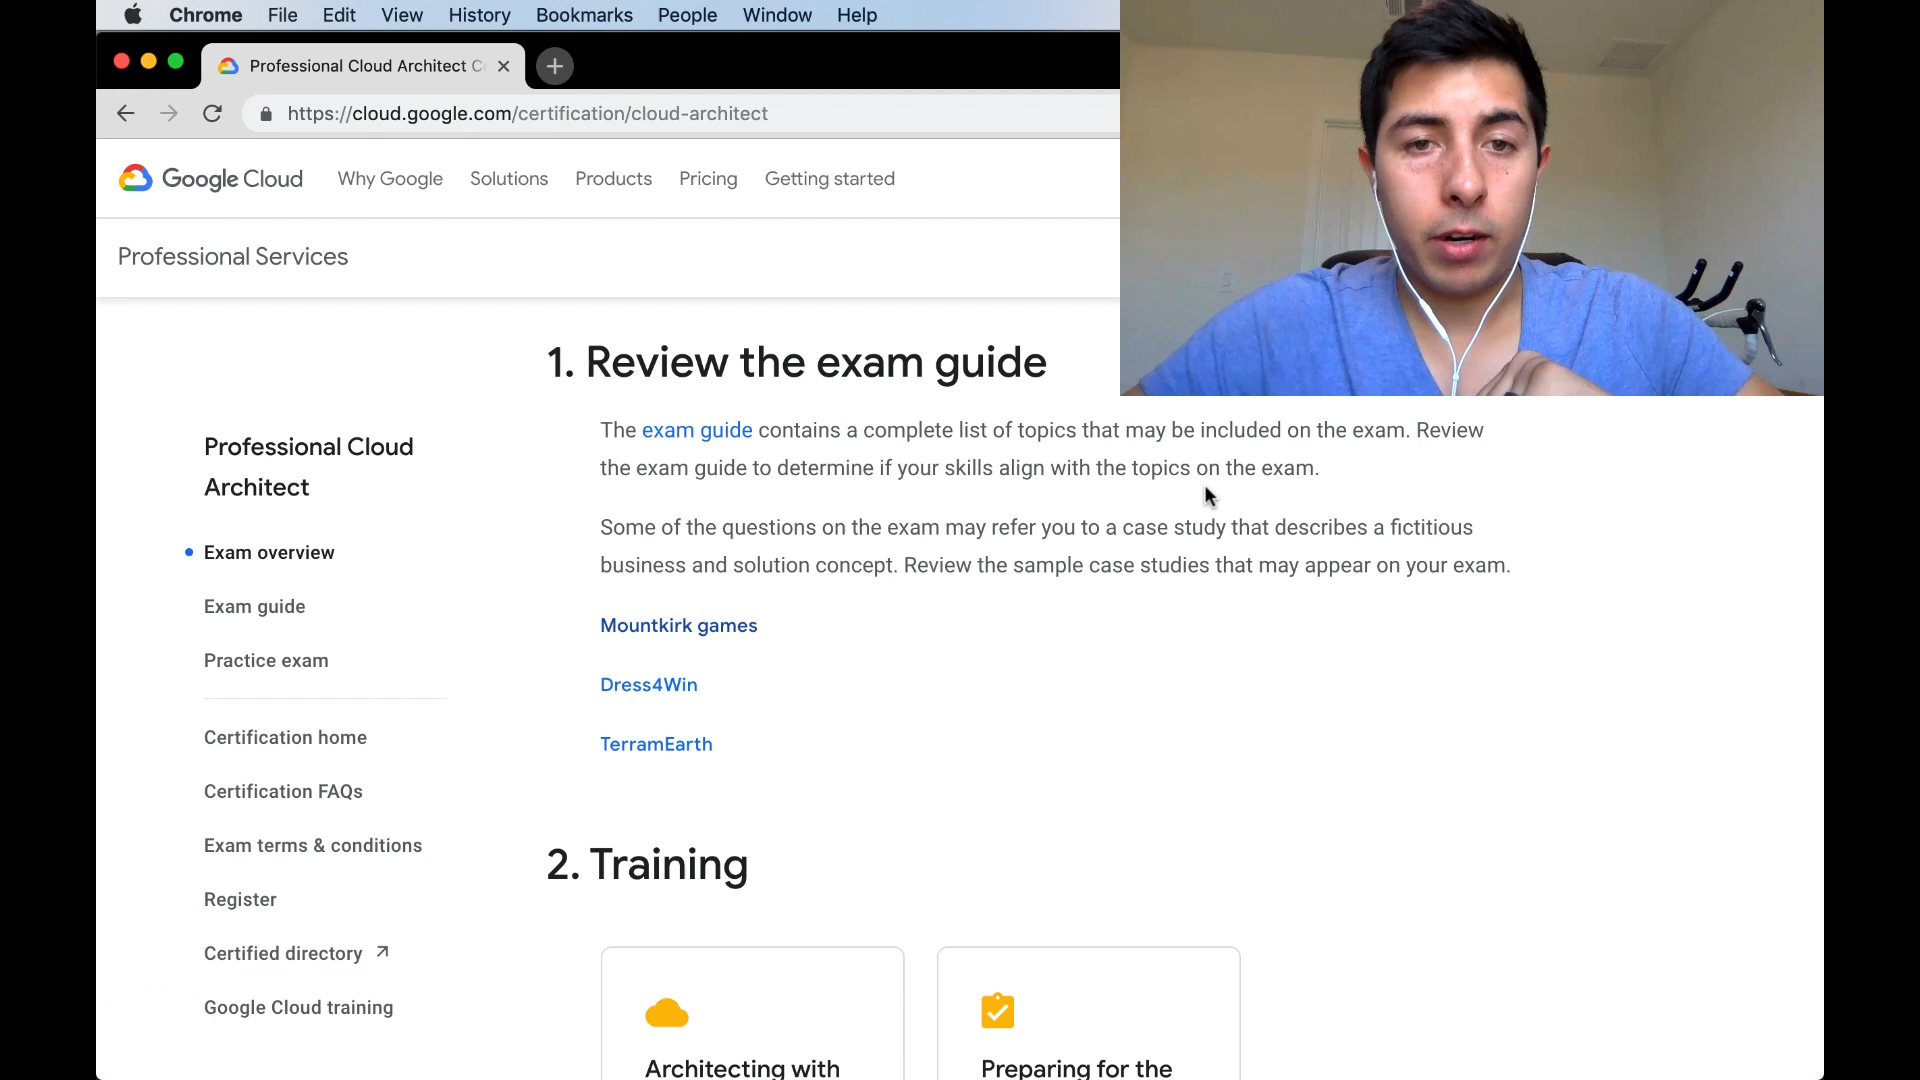 Chrome File Edit View History Bookmarks People Window Help
Professional Cloud Architect C
https://cloud.google.com/certification/cloud-architect
Google Cloud Why Google Solutions Products Pricing Getting started
Professional Services
1. Review the exam guide
The exam guide contains a complete list of topics that may be included on the exam. Review
the exam guide to determine if your skills align with the topics on the exam.
Some of the questions on the exam may refer you to a case study that describes a fictitious
business and solution concept. Review the sample case studies that may appear on your exam.
Mountkirk games
Dress4Win
TerramEarth
Professional Cloud
Architect
Exam overview
Exam guide
Practice exam
Certification home
Certification FAQs
Exam terms & conditions
Register
Certified directory
Google Cloud training
2. Training
Architecting with
Preparing for the